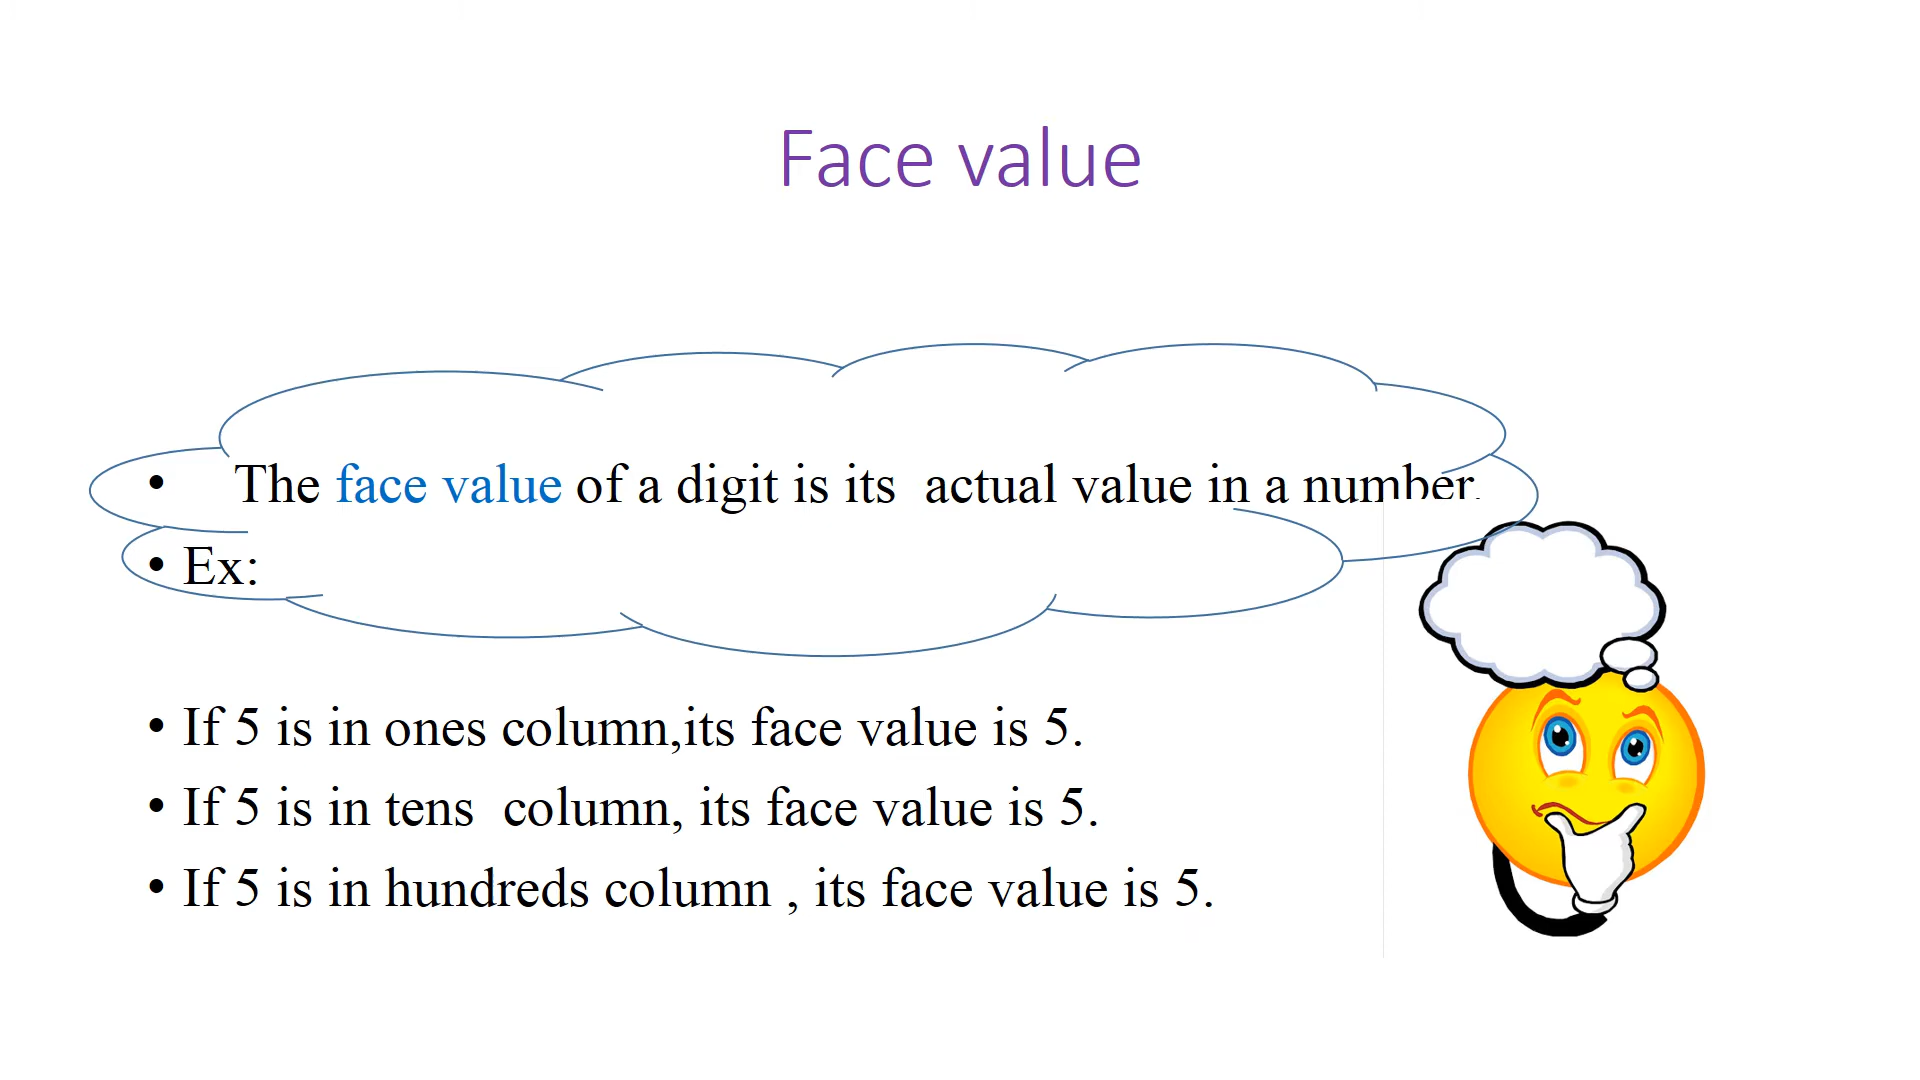 Face value
• The face value of a digit is its actual value in a number.
• Ex:
• If 5 is in ones column,its face value is 5.
• If 5 is in tens column, its face value is 5.
• If 5 is in hundreds column , its face value is 5.